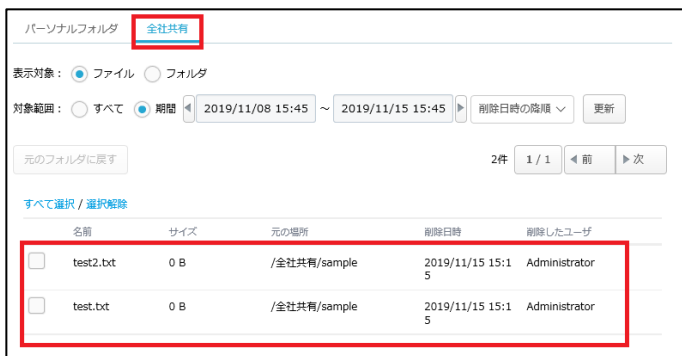 パーソナルフォルダ 全社共有
表示対象： ファイル フォルダ
対象範囲： すべて 期間 2019/11/08 15:45 ～ 2019/11/15 15:45 削除日時の降順 更新
元のフォルダに戻す 2件 1 / 1 前 次
すべて選択 / 選択解除
名前 サイズ 元の場所 削除日時 削除したユーザ
test2.txt 0 B /全社共有/sample 2019/11/15 15:1 Administrator
5
test.txt 0 B /全社共有/sample 2019/11/15 15:1 Administrator
5